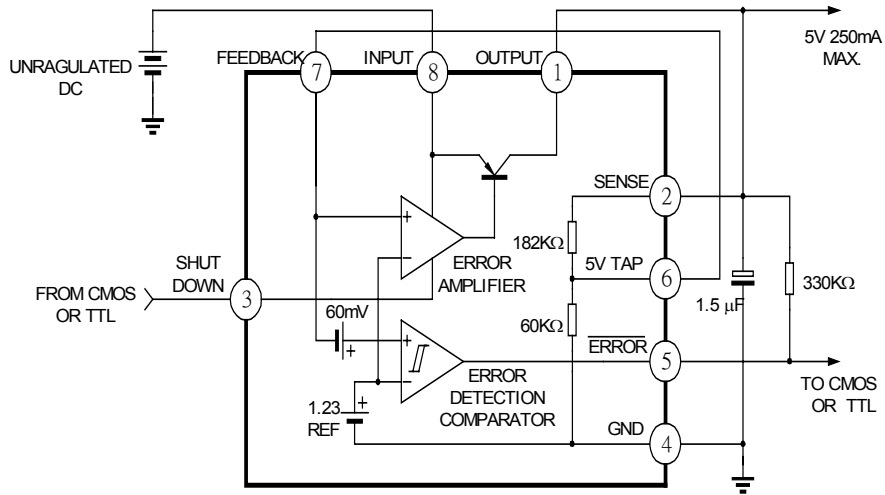 5V 250mA
MAX.
UNRAGULATED
DC
FEEDBACK
INPUT
OUTPUT
7
8
1
SENSE
2
182KΩ
5V TAP
6
SHUT
DOWN
3
FROM CMOS
OR TTL
ERROR
AMPLIFIER
60mV
+
−
+
+
−
60KΩ
1.5 µF
330KΩ
ERROR
5
ERROR
DETECTION
COMPARATOR
TO CMOS
OR TTL
1.23
REF
+
GND
4